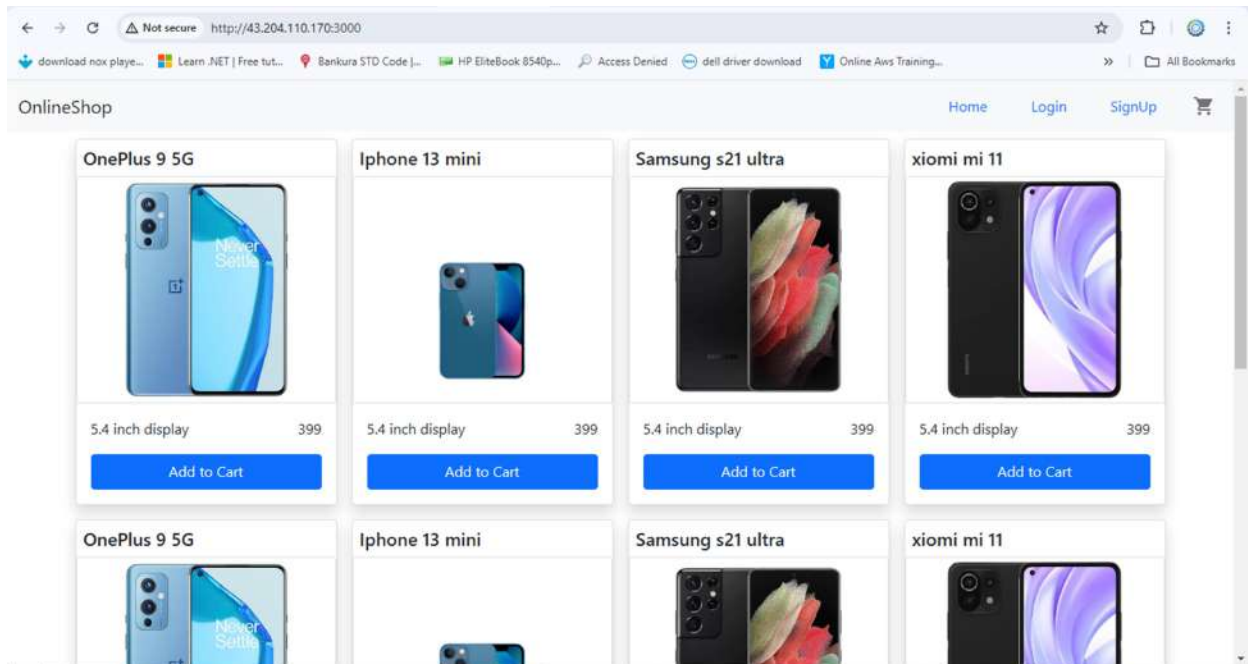 Not secure http://43.204.110.170:3000
download nox playe... Learn .NET | Free tut... Bankura STD Code |... HP EliteBook 8540p... Access Denied dell driver download Online Aws Training... » All Bookmarks
OnlineShop Home Login SignUp
OnePlus 9 5G Iphone 13 mini Samsung s21 ultra xiomi mi 11
Never
Settle
5.4 inch display 399 5.4 inch display 399 5.4 inch display 399 5.4 inch display 399
Add to Cart Add to Cart Add to Cart Add to Cart
OnePlus 9 5G Iphone 13 mini Samsung s21 ultra xiomi mi 11
Never
Settle